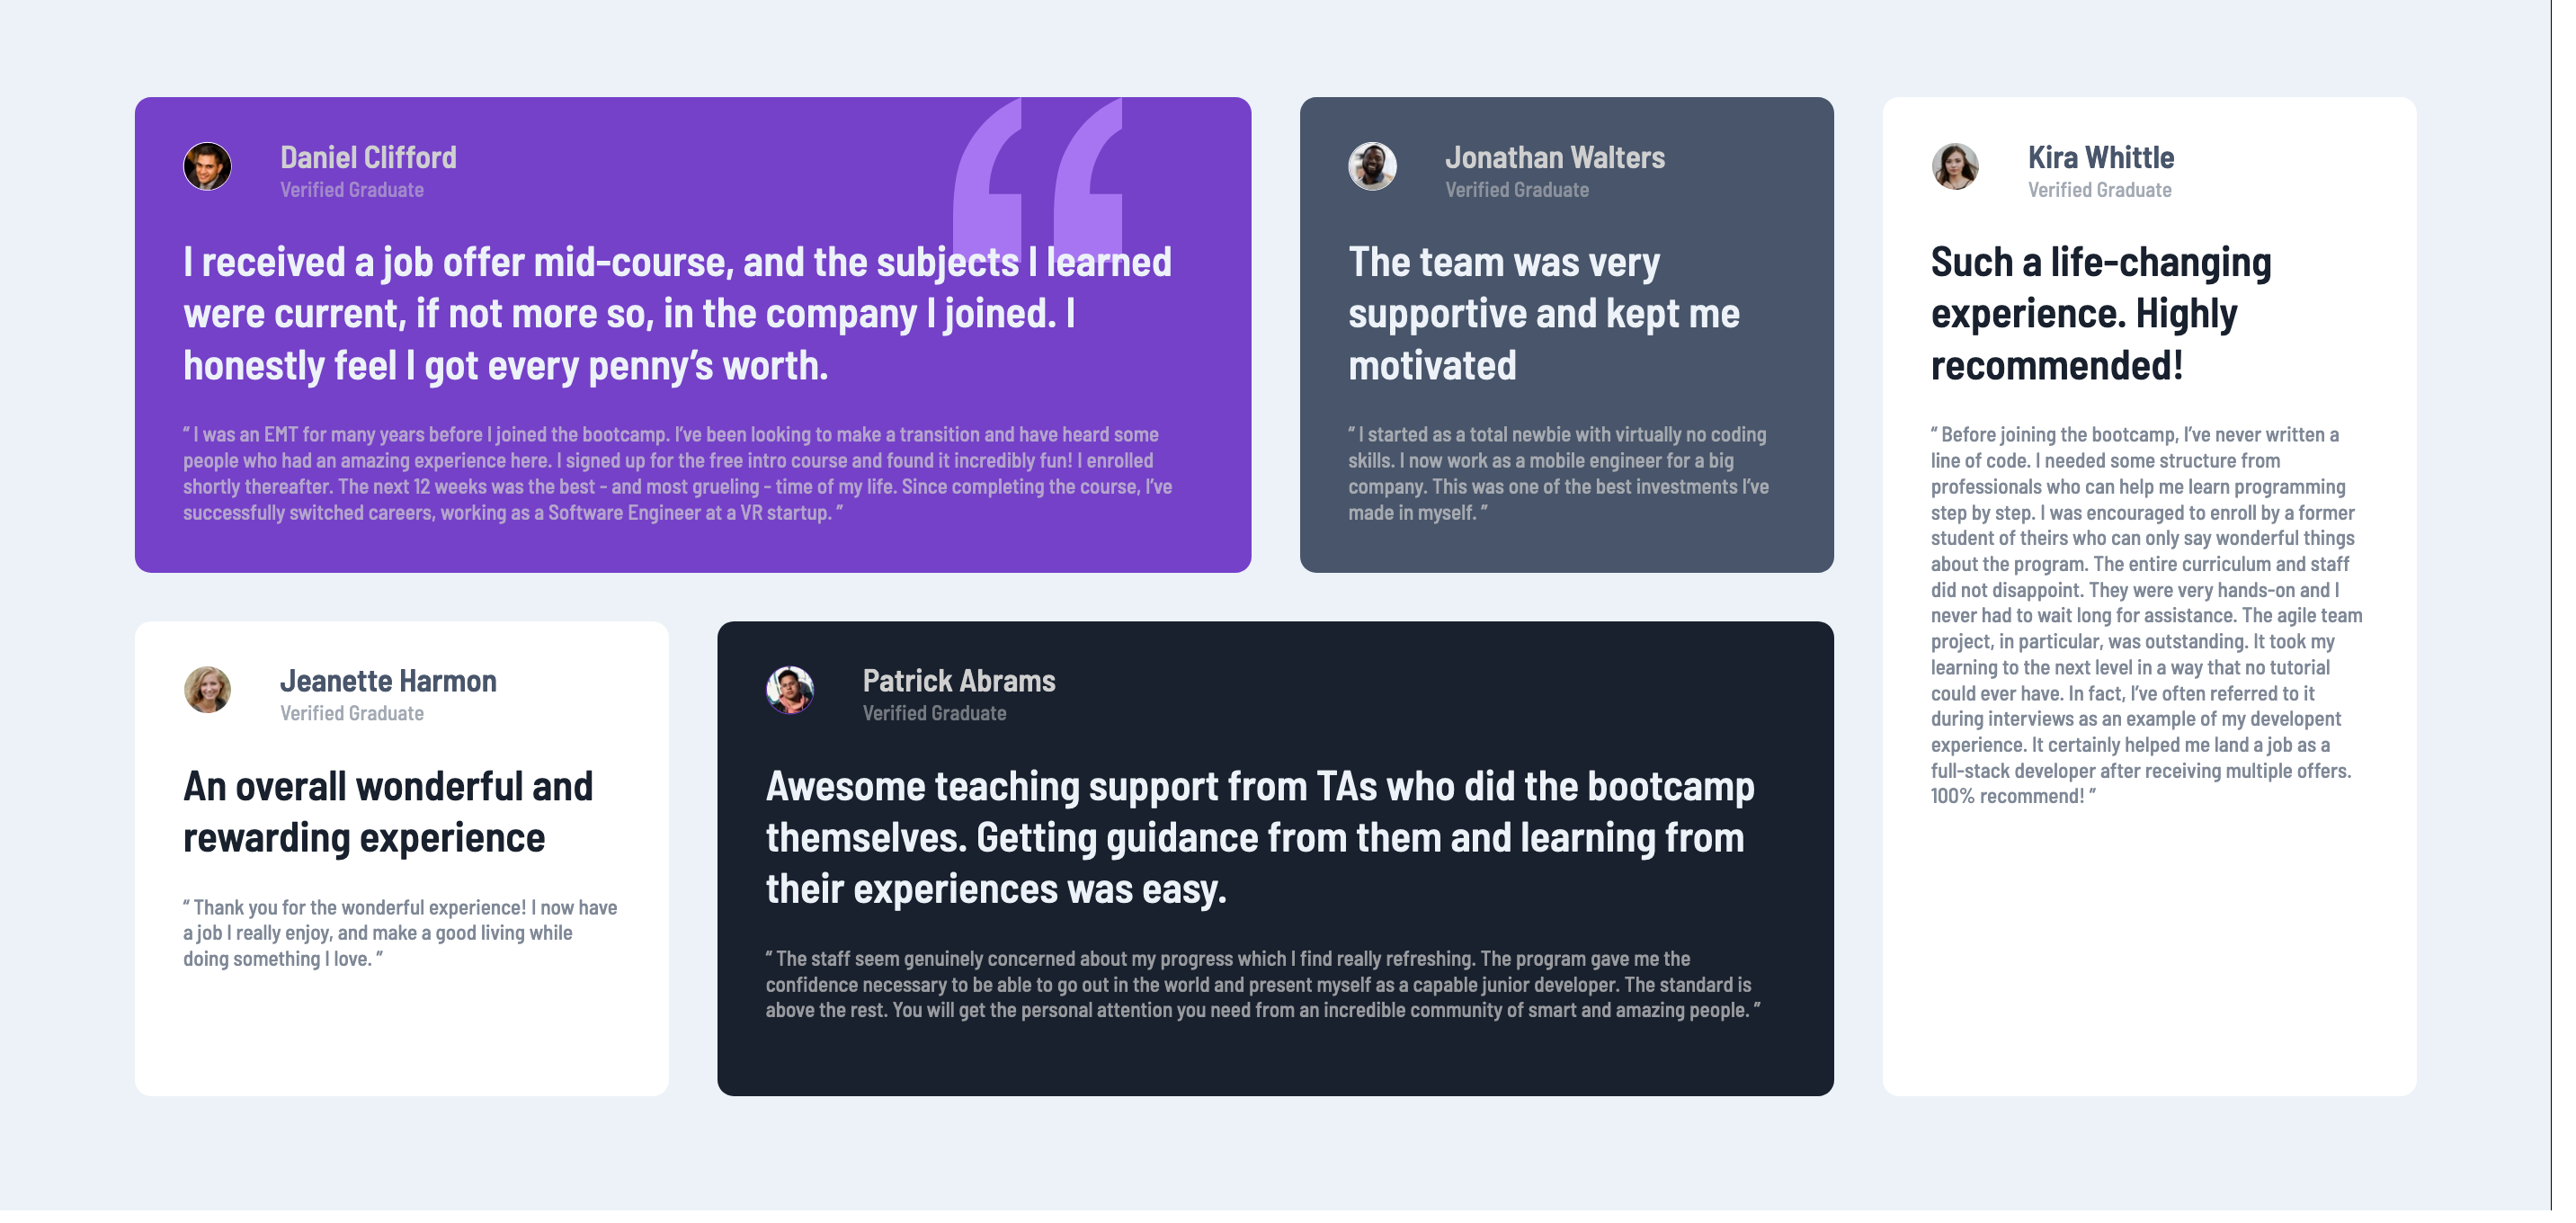 Daniel Clifford
Verified Graduate
I received a job offer mid-course, and the subjects I learned
were current, if not more so, in the company I joined. I
honestly feel I got every penny’s worth.
“ I was an EMT for many years before I joined the bootcamp. I’ve been looking to make a transition and have heard some
people who had an amazing experience here. I signed up for the free intro course and found it incredibly fun! I enrolled
shortly thereafter. The next 12 weeks was the best - and most grueling - time of my life. Since completing the course, I’ve
successfully switched careers, working as a Software Engineer at a VR startup. ”
Jonathan Walters
Verified Graduate
The team was very
supportive and kept me
motivated
“ I started as a total newbie with virtually no coding
skills. I now work as a mobile engineer for a big
company. This was one of the best investments I’ve
made in myself. ”
Kira Whittle
Verified Graduate
Such a life-changing
experience. Highly
recommended!
“ Before joining the bootcamp, I’ve never written a
line of code. I needed some structure from
professionals who can help me learn programming
step by step. I was encouraged to enroll by a former
student of theirs who can only say wonderful things
about the program. The entire curriculum and staff
did not disappoint. They were very hands-on and I
never had to wait long for assistance. The agile team
project, in particular, was outstanding. It took my
learning to the next level in a way that no tutorial
could ever have. In fact, I’ve often referred to it
during interviews as an example of my developent
experience. It certainly helped me land a job as a
full-stack developer after receiving multiple offers.
100% recommend! ”
Jeanette Harmon
Verified Graduate
An overall wonderful and
rewarding experience
“ Thank you for the wonderful experience! I now have
a job I really enjoy, and make a good living while
doing something I love. ”
Patrick Abrams
Verified Graduate
Awesome teaching support from TAs who did the bootcamp
themselves. Getting guidance from them and learning from
their experiences was easy.
“ The staff seem genuinely concerned about my progress which I find really refreshing. The program gave me the
confidence necessary to be able to go out in the world and present myself as a capable junior developer. The standard is
above the rest. You will get the personal attention you need from an incredible community of smart and amazing people. ”